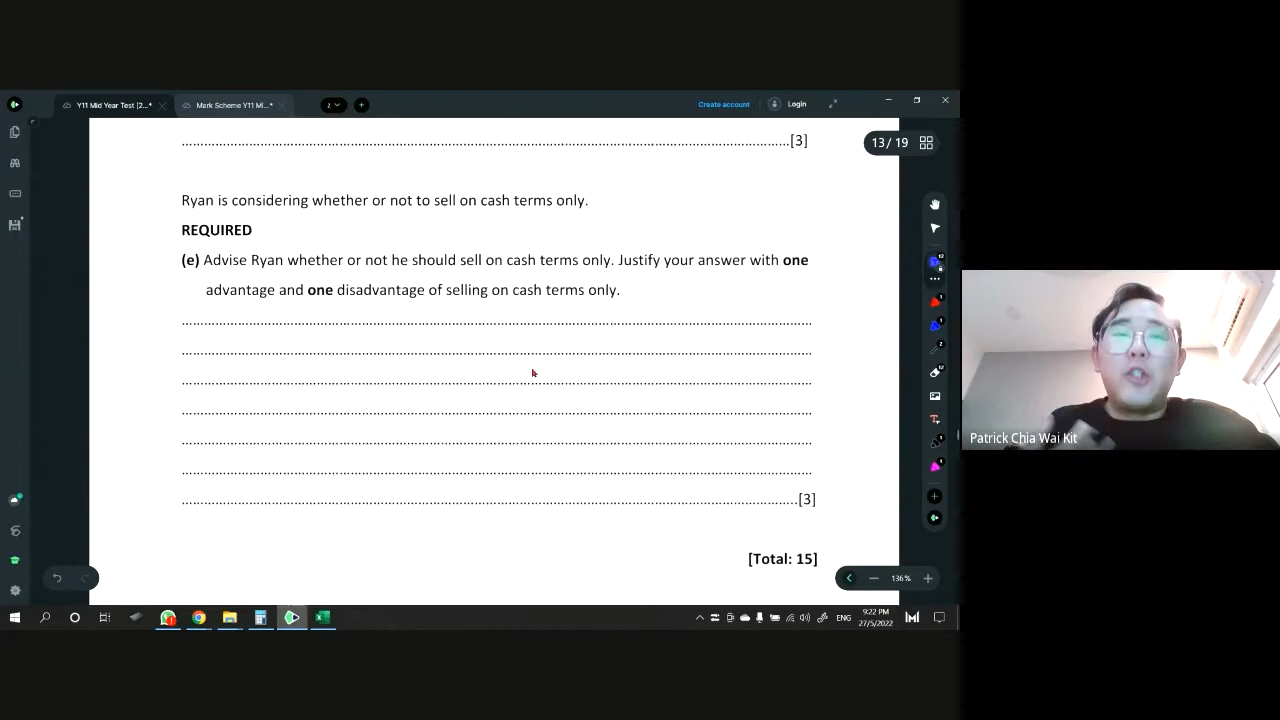 Y11 Mid Year Test [2...*
Mark Scheme Y11 Mi...*
2
Create account
Login
[3]
13/ 19
Ryan is considering whether or not to sell on cash terms only.
REQUIRED
(e) Advise Ryan whether or not he should sell on cash terms only. Justify your answer with one
advantage and one disadvantage of selling on cash terms only.
[3]
[Total: 15]
136%
Patrick Chia Wai Kit
ENG
9:22 PM
27/5/2022